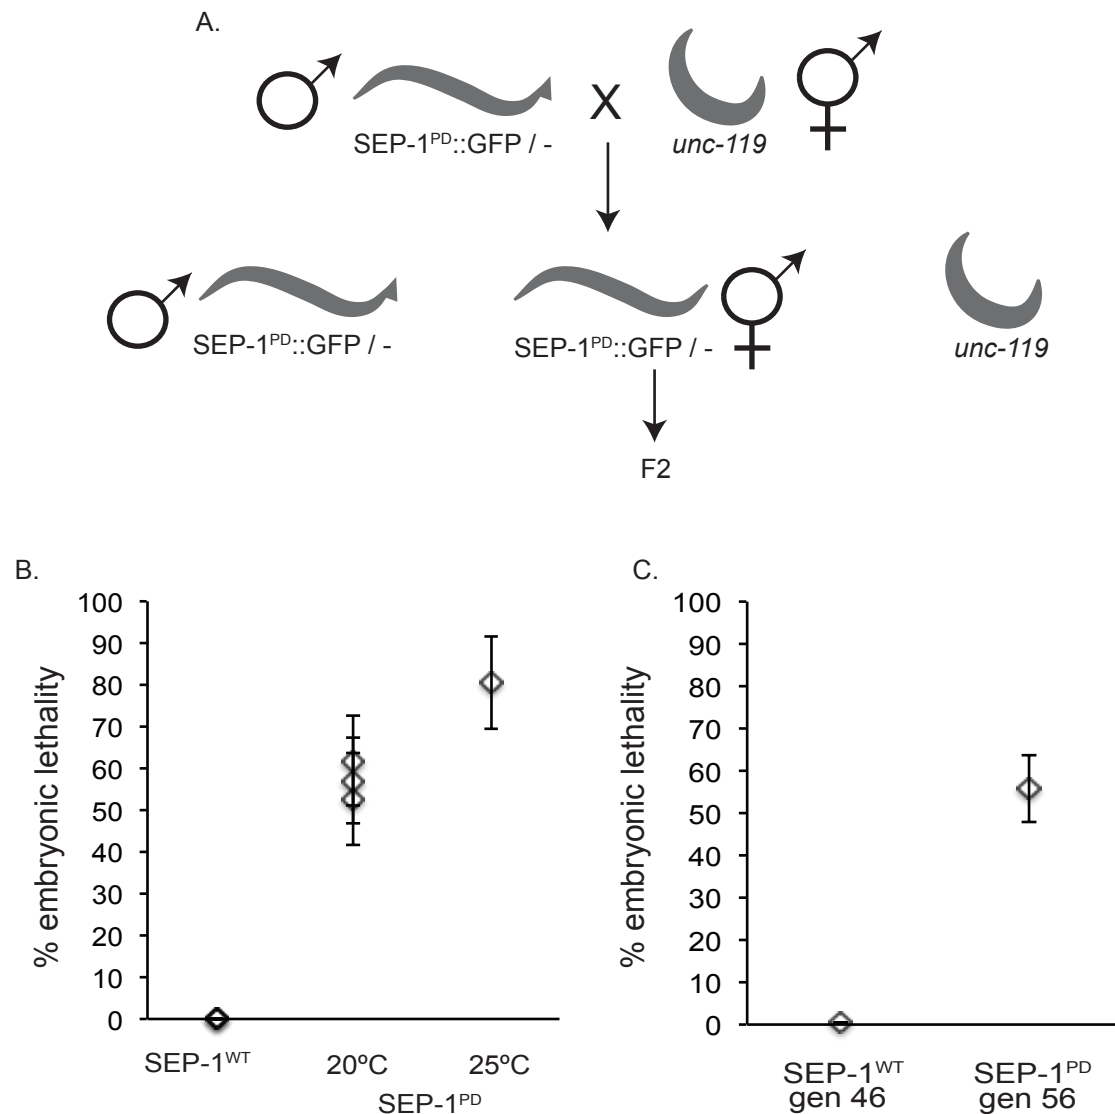 A.
X
SEP-1ᴾᴰ::GFP / -
unc-119
SEP-1ᴾᴰ::GFP / -
SEP-1ᴾᴰ::GFP / -
unc-119
F2
B.
% embryonic lethality
100
90
80
70
60
50
40
30
20
10
0
SEP-1ᵂᵀ
20ºC
25ºC
SEP-1ᴾᴰ
C.
% embryonic lethality
100
90
80
70
60
50
40
30
20
10
0
SEP-1ᵂᵀ
gen 46
SEP-1ᴾᴰ
gen 56